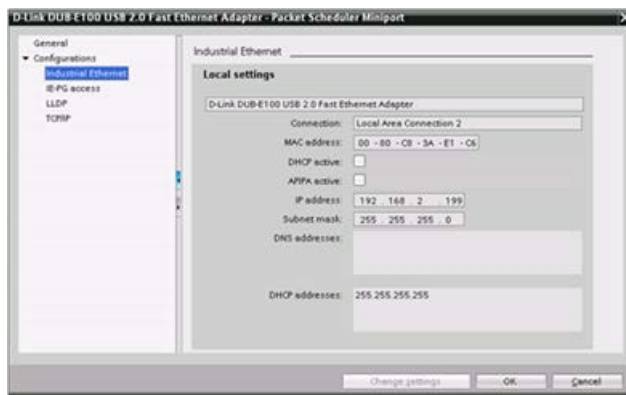 D-Link DUB-E100 USB 2.0 Fast Ethernet Adapter - Packet Scheduler Miniport
General
Configurations
Industrial Ethernet
IE-PG access
LLDP
TCP/IP
Industrial Ethernet
Local settings
D-Link DUB-E100 USB 2.0 Fast Ethernet Adapter
Connection: Local Area Connection 2
MAC address: 00 - 80 - C8 - 3A - E1 - C6
DHCP active:
APIPA active:
IP address: 192 . 168 . 2 . 199
Subnet mask: 255 . 255 . 255 . 0
DNS addresses:
DHCP addresses: 255.255.255.255
Change settings OK Cancel